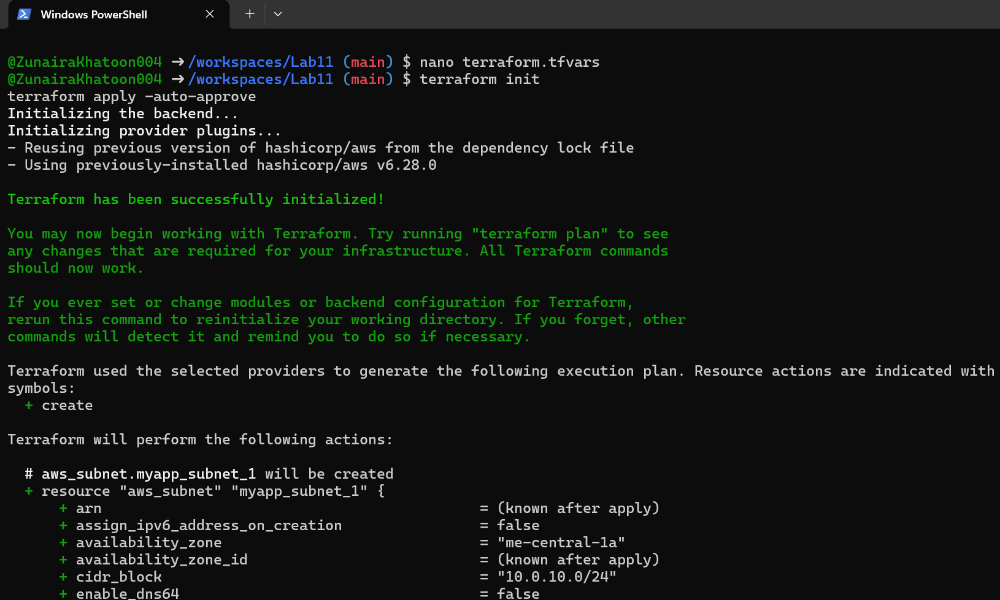 Windows PowerShell
@ZunairaKhatoon004 ➜ /workspaces/Lab11 (main) $ nano terraform.tfvars
@ZunairaKhatoon004 ➜ /workspaces/Lab11 (main) $ terraform init
terraform apply -auto-approve
Initializing the backend...
Initializing provider plugins...
- Reusing previous version of hashicorp/aws from the dependency lock file
- Using previously-installed hashicorp/aws v6.28.0
Terraform has been successfully initialized!
You may now begin working with Terraform. Try running "terraform plan" to see
any changes that are required for your infrastructure. All Terraform commands
should now work.
If you ever set or change modules or backend configuration for Terraform,
rerun this command to reinitialize your working directory. If you forget, other
commands will detect it and remind you to do so if necessary.
Terraform used the selected providers to generate the following execution plan. Resource actions are indicated with
symbols:
  + create
Terraform will perform the following actions:
  # aws_subnet.myapp_subnet_1 will be created
  + resource "aws_subnet" "myapp_subnet_1" {
      + arn                                            = (known after apply)
      + assign_ipv6_address_on_creation                = false
      + availability_zone                              = "me-central-1a"
      + availability_zone_id                           = (known after apply)
      + cidr_block                                     = "10.0.10.0/24"
      + enable_dns64                                   = false